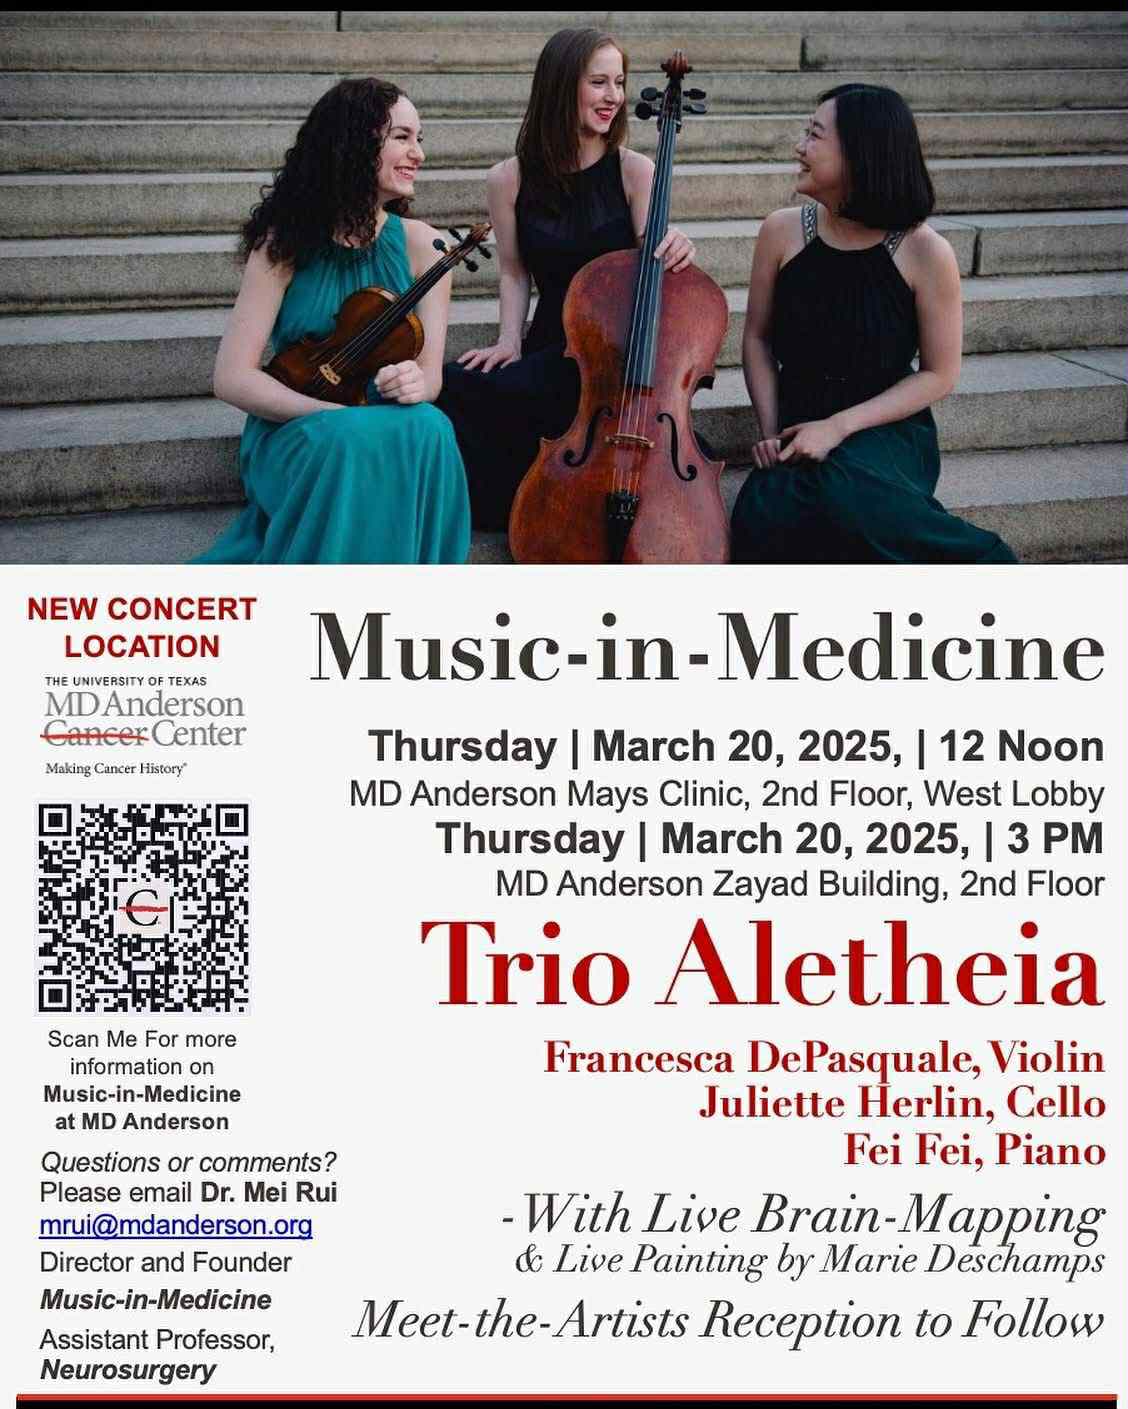 NEW CONCERT
LOCATION
THE UNIVERSITY OF TEXAS
MD Anderson
Cancer Center
Making Cancer History®
C
Scan Me For more
information on
Music-in-Medicine
at MD Anderson
Questions or comments?
Please email Dr. Mei Rui
mrui@mdanderson.org
Director and Founder
Music-in-Medicine
Assistant Professor,
Neurosurgery
Music-in-Medicine
Thursday | March 20, 2025, | 12 Noon
MD Anderson Mays Clinic, 2nd Floor, West Lobby
Thursday | March 20, 2025, | 3 PM
MD Anderson Zayad Building, 2nd Floor
Trio Aletheia
Francesca DePasquale, Violin
Juliette Herlin, Cello
Fei Fei, Piano
-With Live Brain-Mapping
& Live Painting by Marie Deschamps
Meet-the-Artists Reception to Follow